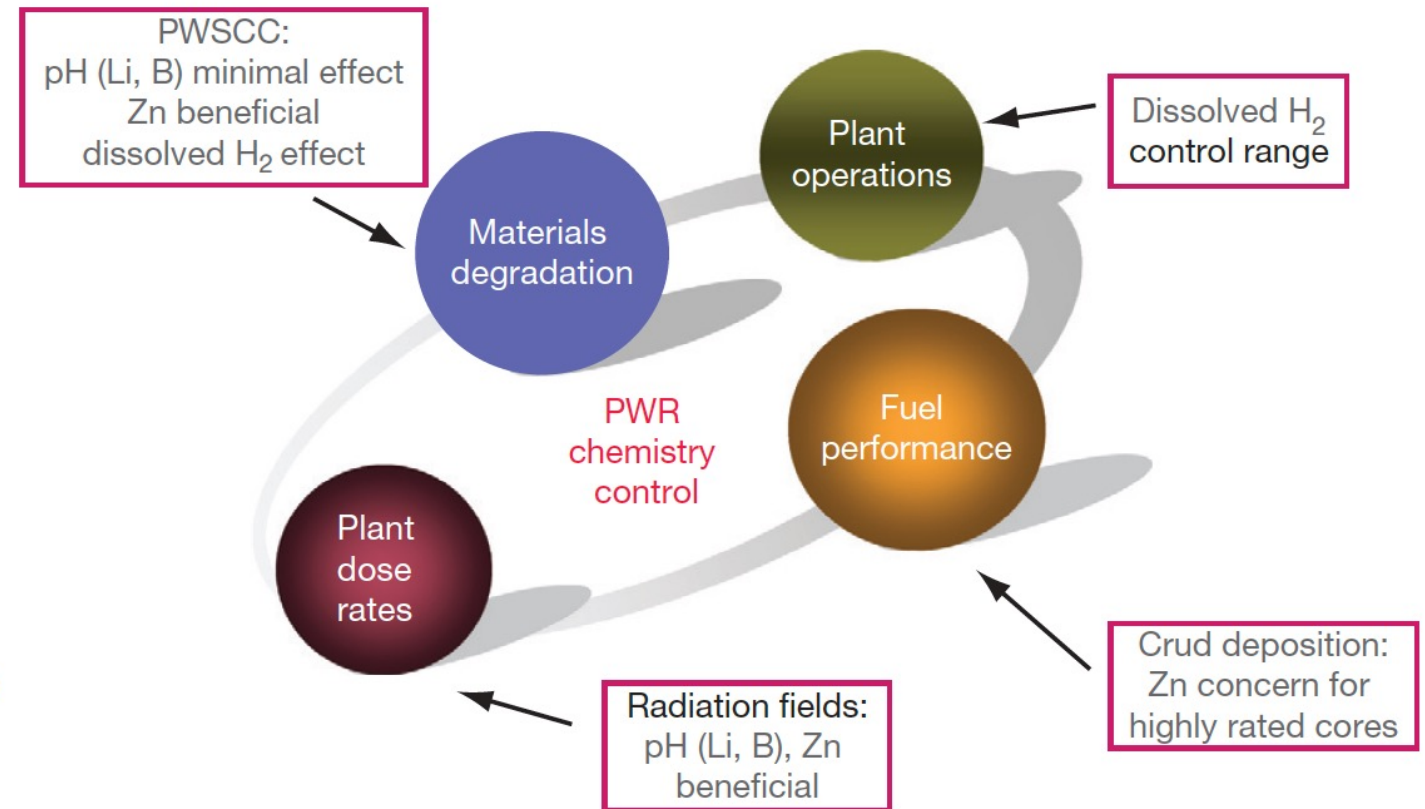 PWSCC:
pH (Li, B) minimal effect
Zn beneficial
dissolved H₂ effect
Plant
operations
Dissolved H₂
control range
Materials
degradation
PWR
chemistry
control
Fuel
performance
Plant
dose
rates
Radiation fields:
pH (Li, B), Zn
beneficial
Crud deposition:
Zn concern for
highly rated cores